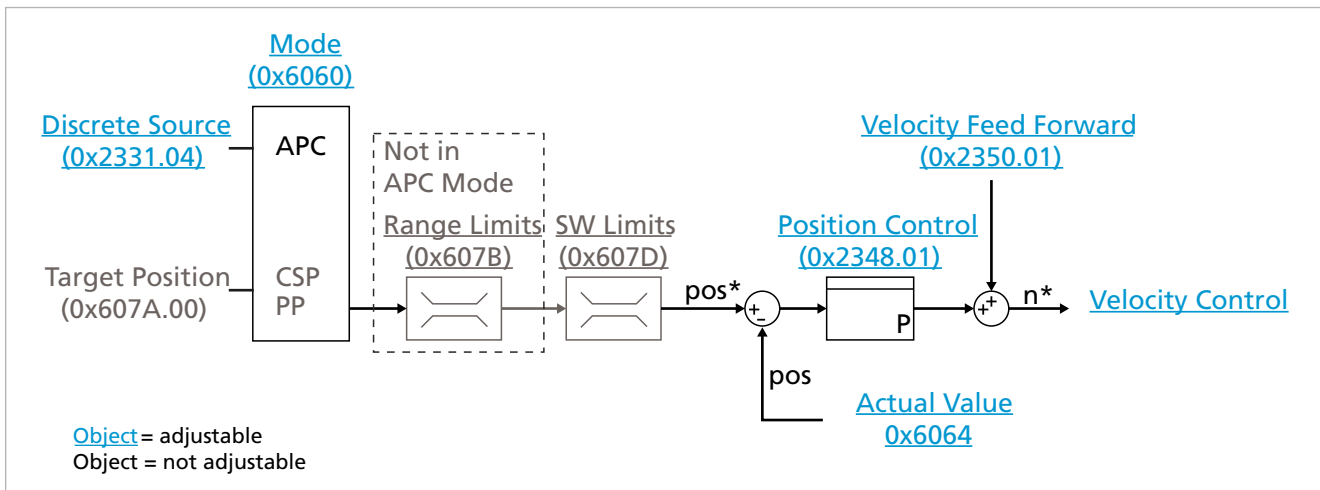 Mode
(0x6060)
Discrete Source
(0x2331.04)
APC
Not in
APC Mode
Velocity Feed Forward
(0x2350.01)
Range Limits
(0x607B)
SW Limits
(0x607D)
Position Control
(0x2348.01)
Target Position
(0x607A.00)
CSP
PP
pos*
+
-
P
+
+
n*
Velocity Control
pos
Actual Value
0x6064
Object = adjustable
Object = not adjustable